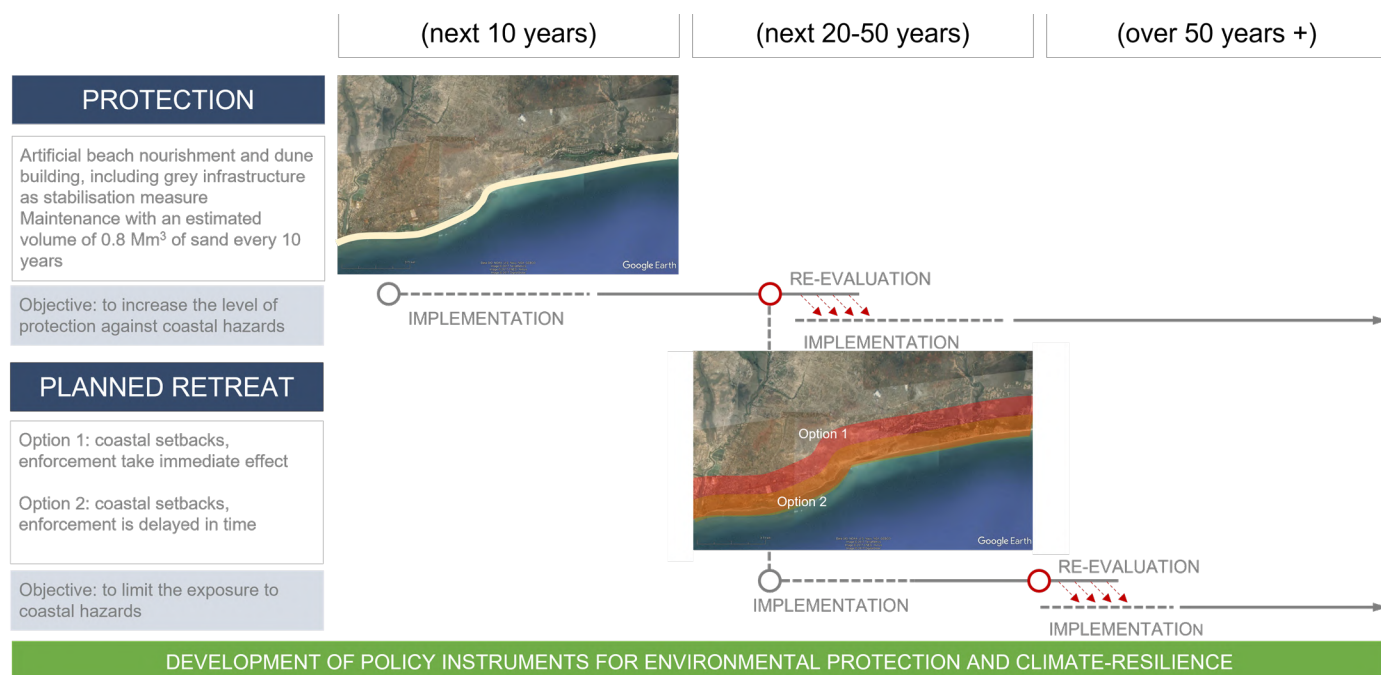 (next 10 years)
(next 20-50 years)
(over 50 years +)
PROTECTION
Artificial beach nourishment and dune
building, including grey infrastructure
as stabilisation measure
Maintenance with an estimated
volume of 0.8 Mm³ of sand every 10
years
Google Earth
Objective: to increase the level of
protection against coastal hazards
RE-EVALUATION
IMPLEMENTATION
IMPLEMENTATION
PLANNED RETREAT
Option 1: coastal setbacks,
enforcement take immediate effect
Option 2: coastal setbacks,
enforcement is delayed in time
Option 1
Option 2
Google Earth
Objective: to limit the exposure to
coastal hazards
RE-EVALUATION
IMPLEMENTATION
IMPLEMENTATION
DEVELOPMENT OF POLICY INSTRUMENTS FOR ENVIRONMENTAL PROTECTION AND CLIMATE-RESILIENCE